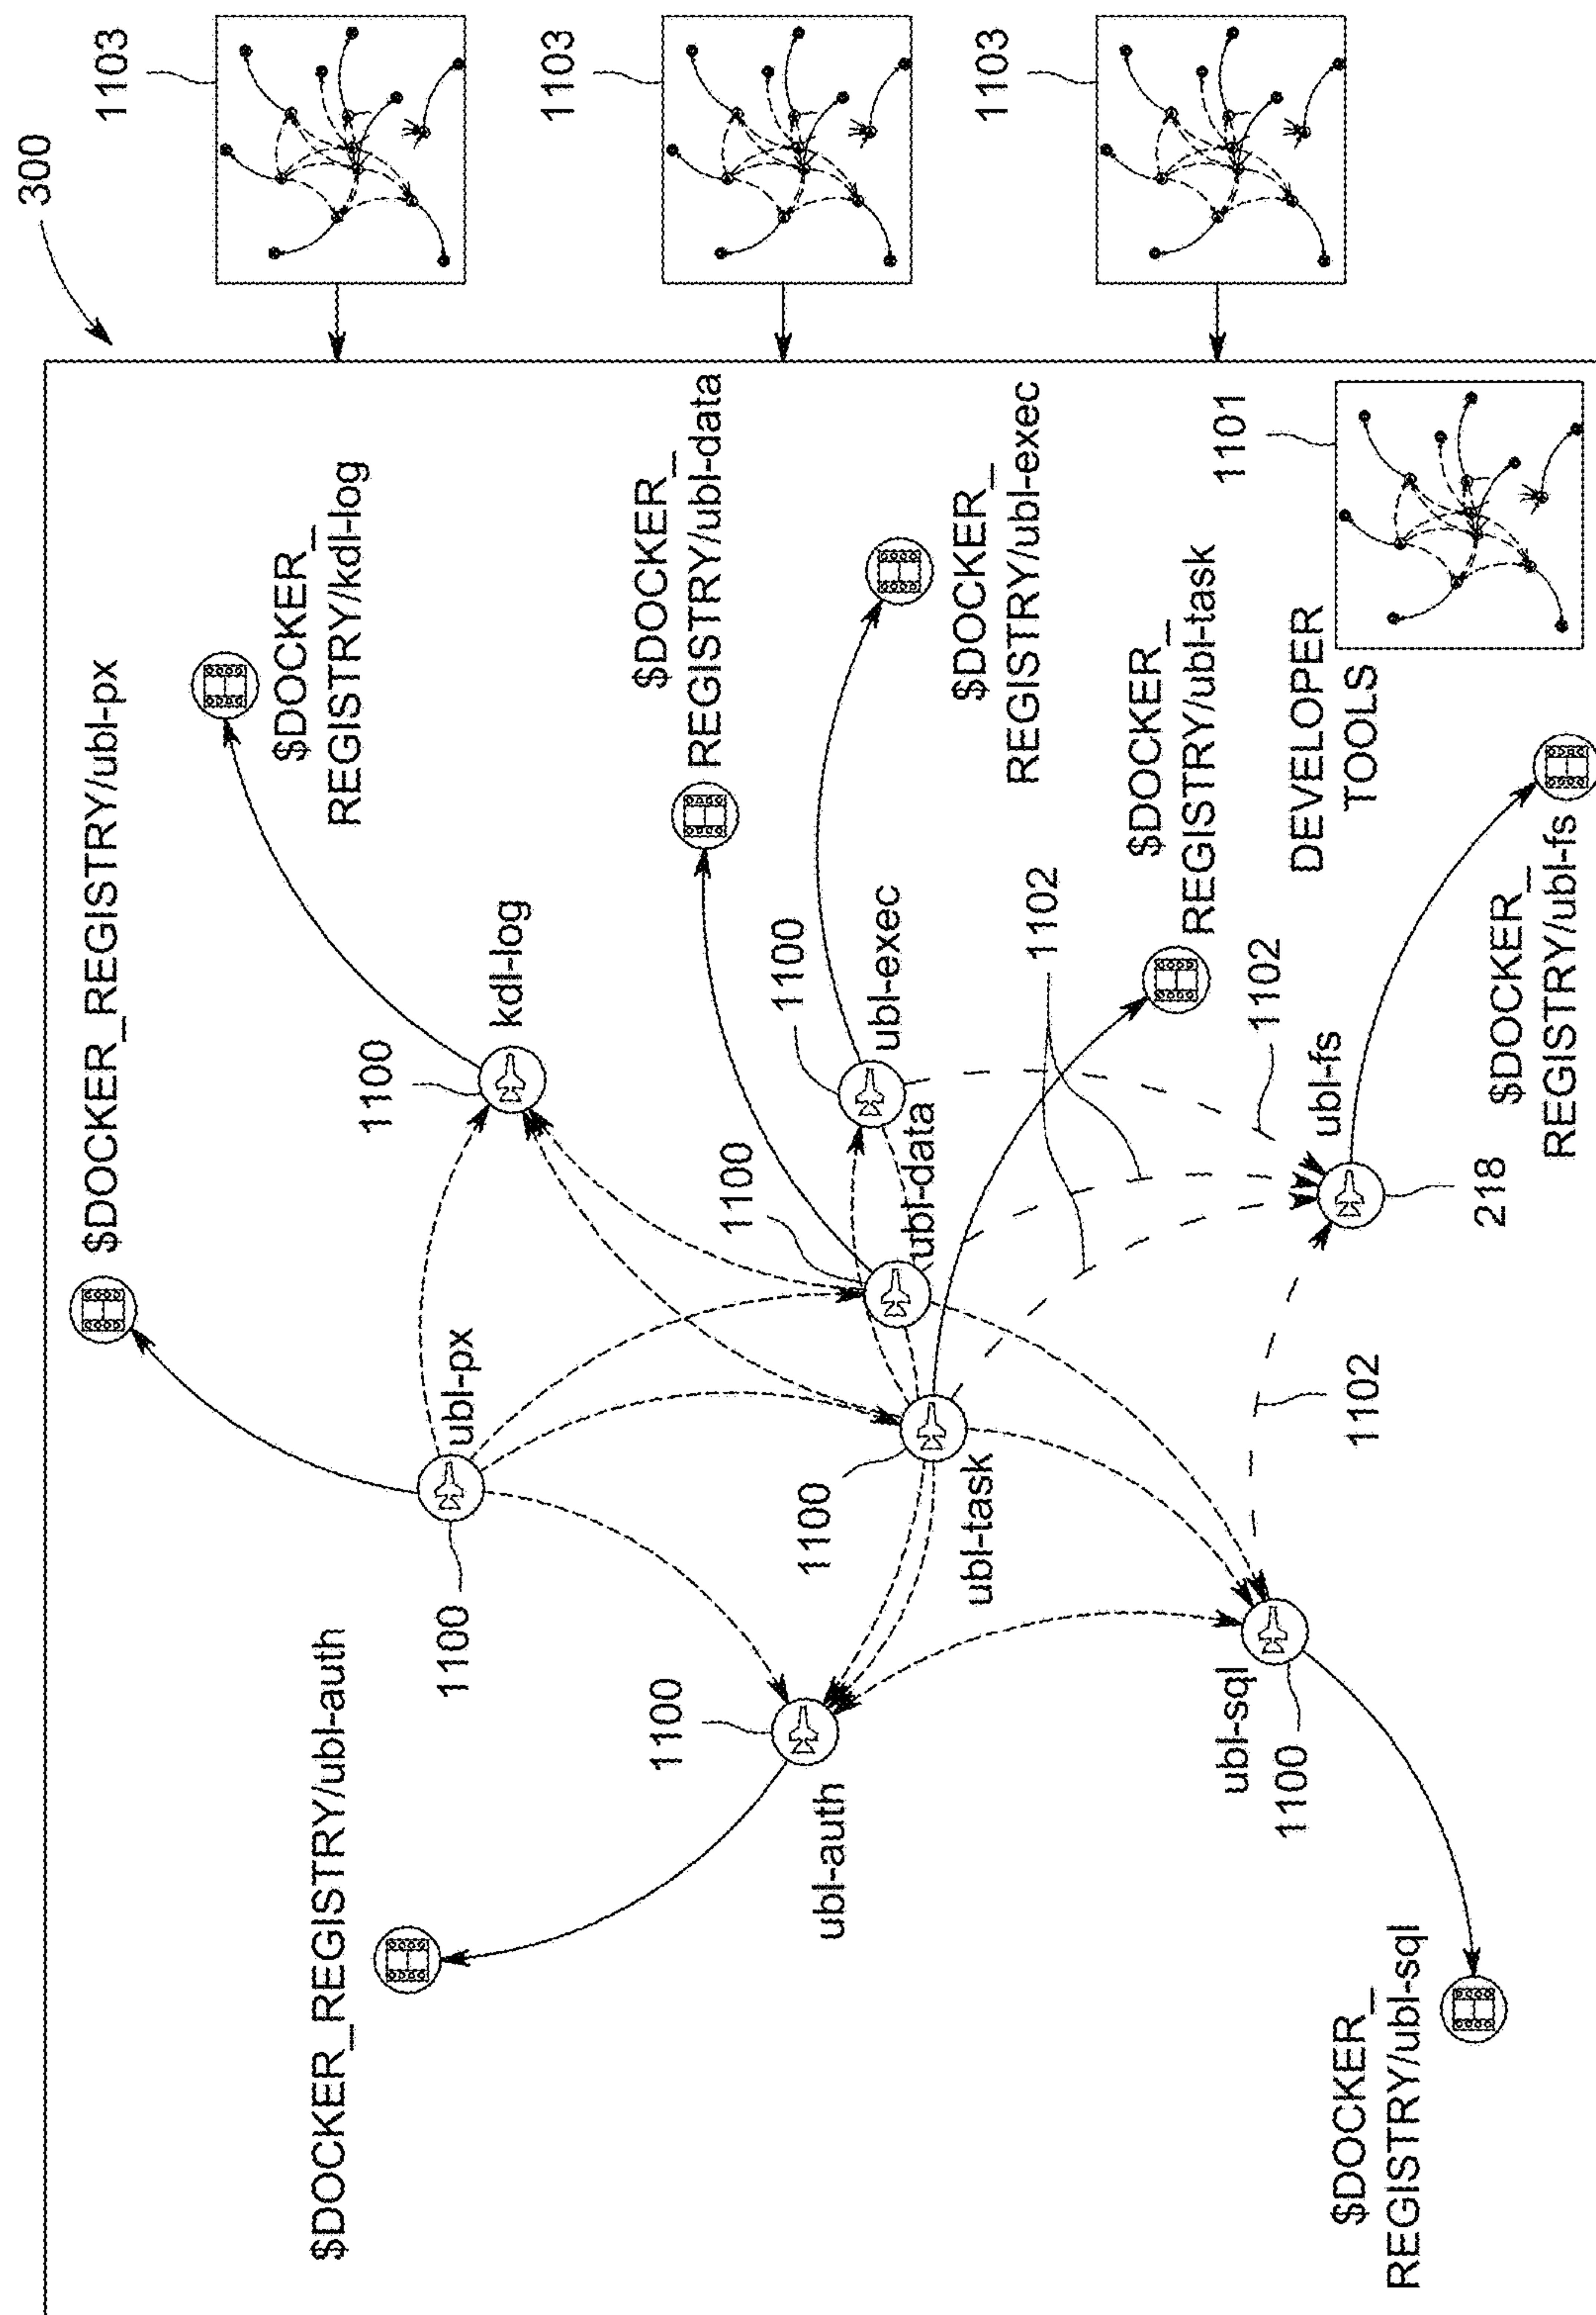 300
1103
1103
1103
$DOCKER_REGISTRY/ubl-px
$DOCKER_
REGISTRY/kdl-log
kdl-log
1100
ubl-px
1100
$DOCKER_REGISTRY/ubl-auth
1100
ubl-auth
$DOCKER_
REGISTRY/ubl-data
1100
ubl-data
1100
ubl-exec
$DOCKER_
REGISTRY/ubl-exec
1100
ubl-task
$DOCKER_
REGISTRY/ubl-task
1102
1102
1102
ubl-fs
218
$DOCKER_
REGISTRY/ubl-fs
DEVELOPER
TOOLS
1101
ubl-sql
1100
$DOCKER_
REGISTRY/ubl-sql